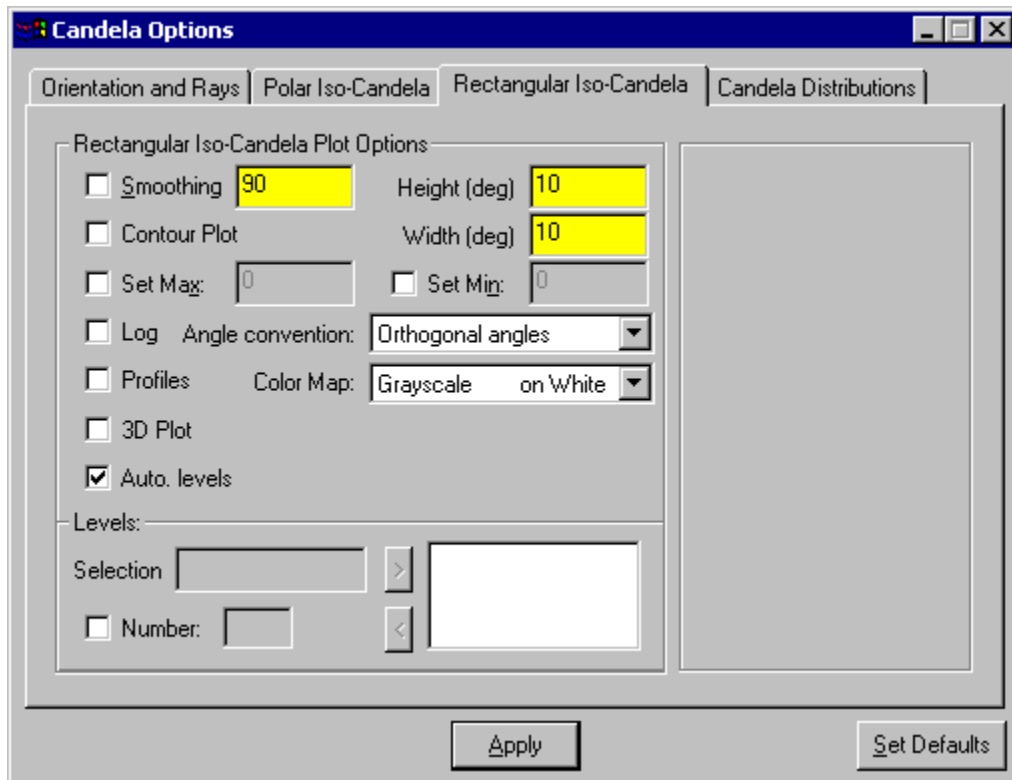 Candela Options
Orientation and Rays Polar Iso-Candela Rectangular Iso-Candela Candela Distributions
Rectangular Iso-Candela Plot Options
Smoothing 90 Height (deg) 10
Contour Plot Width (deg) 10
Set Max: 0 Set Min: 0
Log Angle convention: Orthogonal angles
Profiles Color Map: Grayscale on White
3D Plot
Auto. levels
Levels:
Selection >
Number: <
Apply Set Defaults